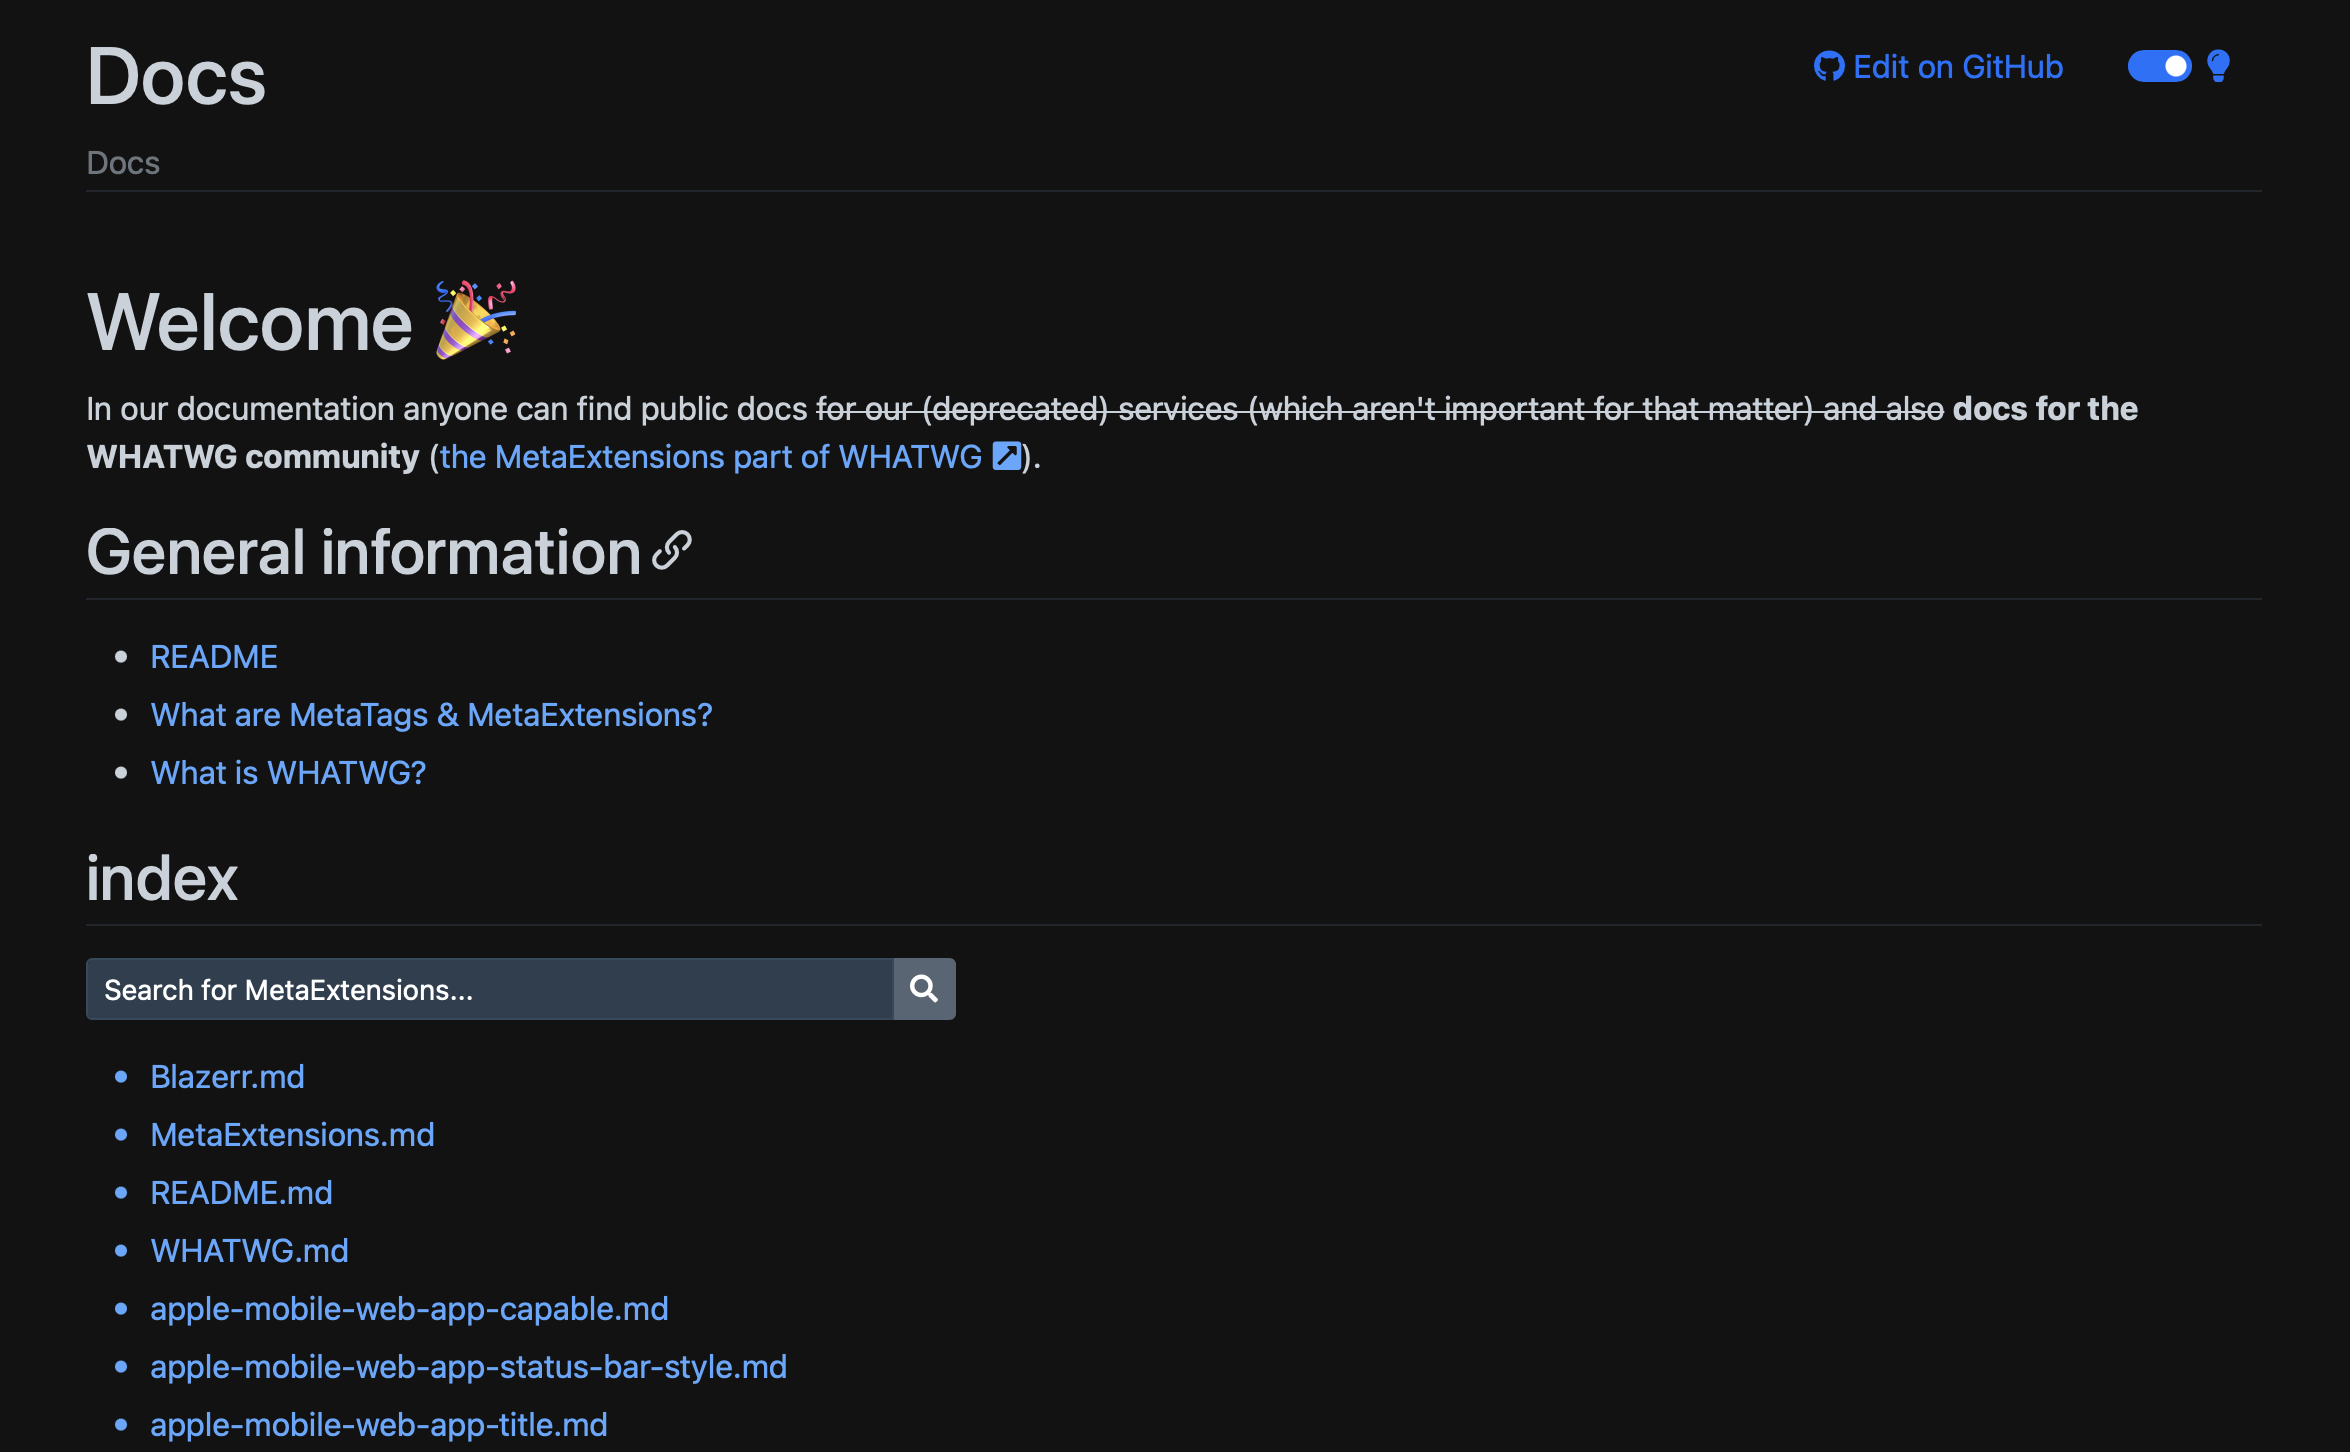 Docs
Edit on GitHub
Docs
Welcome 🎉
In our documentation anyone can find public docs for our (deprecated) services (which aren't important for that matter) and also docs for the
WHATWG community (the MetaExtensions part of WHATWG ).
General information
README
What are MetaTags & MetaExtensions?
What is WHATWG?
index
Search for MetaExtensions...
Blazerr.md
MetaExtensions.md
README.md
WHATWG.md
apple-mobile-web-app-capable.md
apple-mobile-web-app-status-bar-style.md
apple-mobile-web-app-title.md